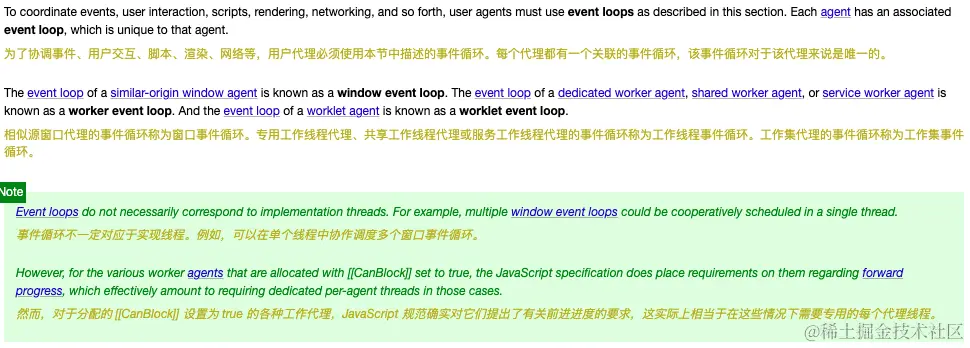 To coordinate events, user interaction, scripts, rendering, networking, and so forth, user agents must use event loops as described in this section. Each agent has an associated
event loop, which is unique to that agent.
为了协调事件、用户交互、脚本、渲染、网络等，用户代理必须使用本节中描述的事件循环。每个代理都有一个关联的事件循环，该事件循环对于该代理来说是唯一的。
The event loop of a similar-origin window agent is known as a window event loop. The event loop of a dedicated worker agent, shared worker agent, or service worker agent is
known as a worker event loop. And the event loop of a worklet agent is known as a worklet event loop.
相似源窗口代理的事件循环称为窗口事件循环。专用工作线程代理、共享工作线程代理或服务工作线程代理的事件循环称为工作线程事件循环。工作集代理的事件循环称为工作集事件
循环。
Note
Event loops do not necessarily correspond to implementation threads. For example, multiple window event loops could be cooperatively scheduled in a single thread.
事件循环不一定对应于实现线程。例如，可以在单个线程中协作调度多个窗口事件循环。
However, for the various worker agents that are allocated with [[CanBlock]] set to true, the JavaScript specification does place requirements on them regarding forward
progress, which effectively amount to requiring dedicated per-agent threads in those cases.
然而，对于分配的 [[CanBlock]] 设置为 true 的各种工作代理，JavaScript 规范确实对它们提出了有关前进进度的要求，这实际上相当于在这些情况下需要专用的每个代理线程。
@稀土掘金技术社区